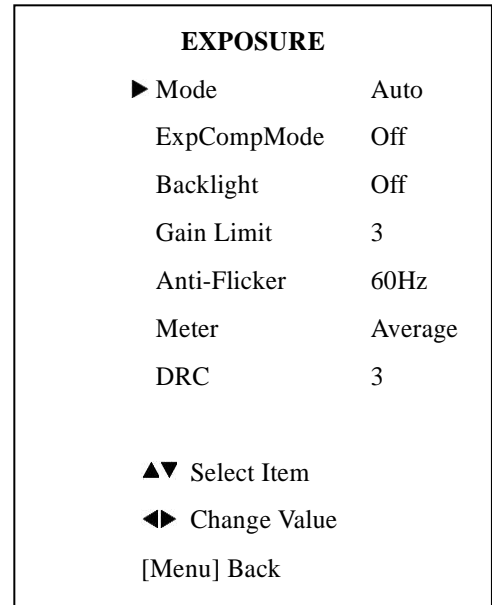 EXPOSURE
▶ Mode Auto
ExpCompMode Off
Backlight Off
Gain Limit 3
Anti-Flicker 60Hz
Meter Average
DRC 3
▲▼ Select Item
◀▶ Change Value
[Menu] Back